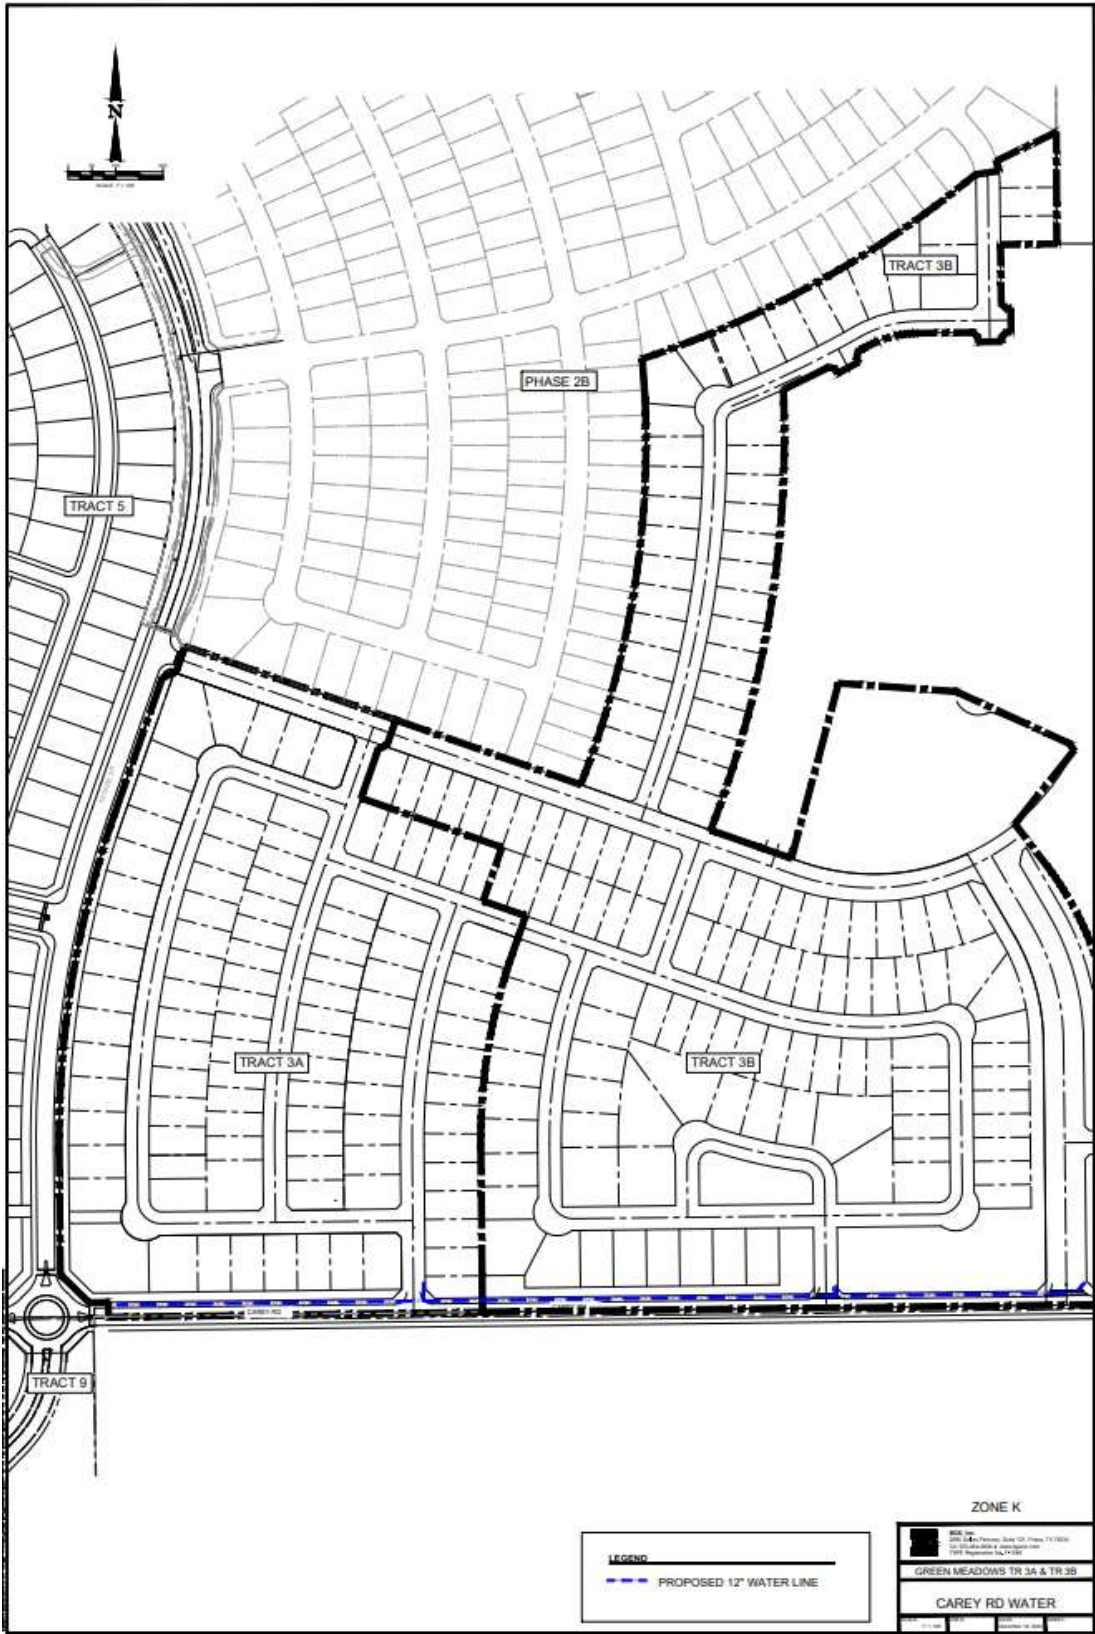 N
TRACT 3B
PHASE 2B
TRACT 5
TRACT 3A
TRACT 3B
CAREY RD
TRACT 9
ZONE K
LEGEND
PROPOSED 12" WATER LINE
GREEN MEADOWS TR 3A & TR 3B
CAREY RD WATER